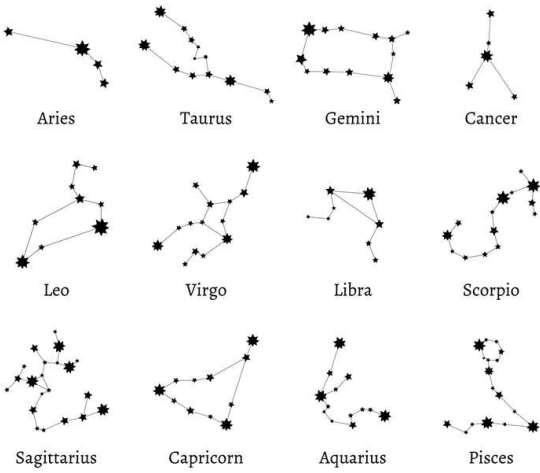 Aries Taurus Gemini Cancer
Leo Virgo Libra Scorpio
Sagittarius Capricorn Aquarius Pisces